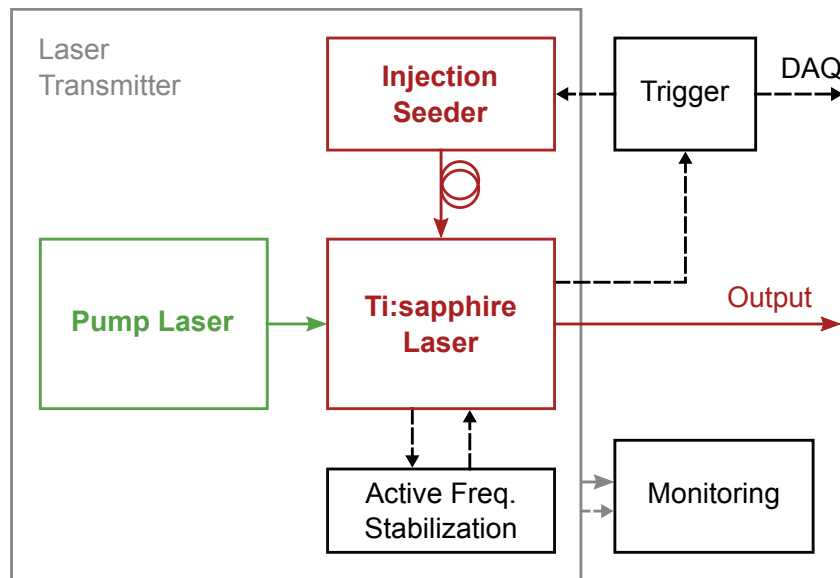 Laser
Transmitter
Injection
Seeder
Trigger
DAQ
Pump Laser
Ti:sapphire
Laser
Output
Active Freq.
Stabilization
Monitoring